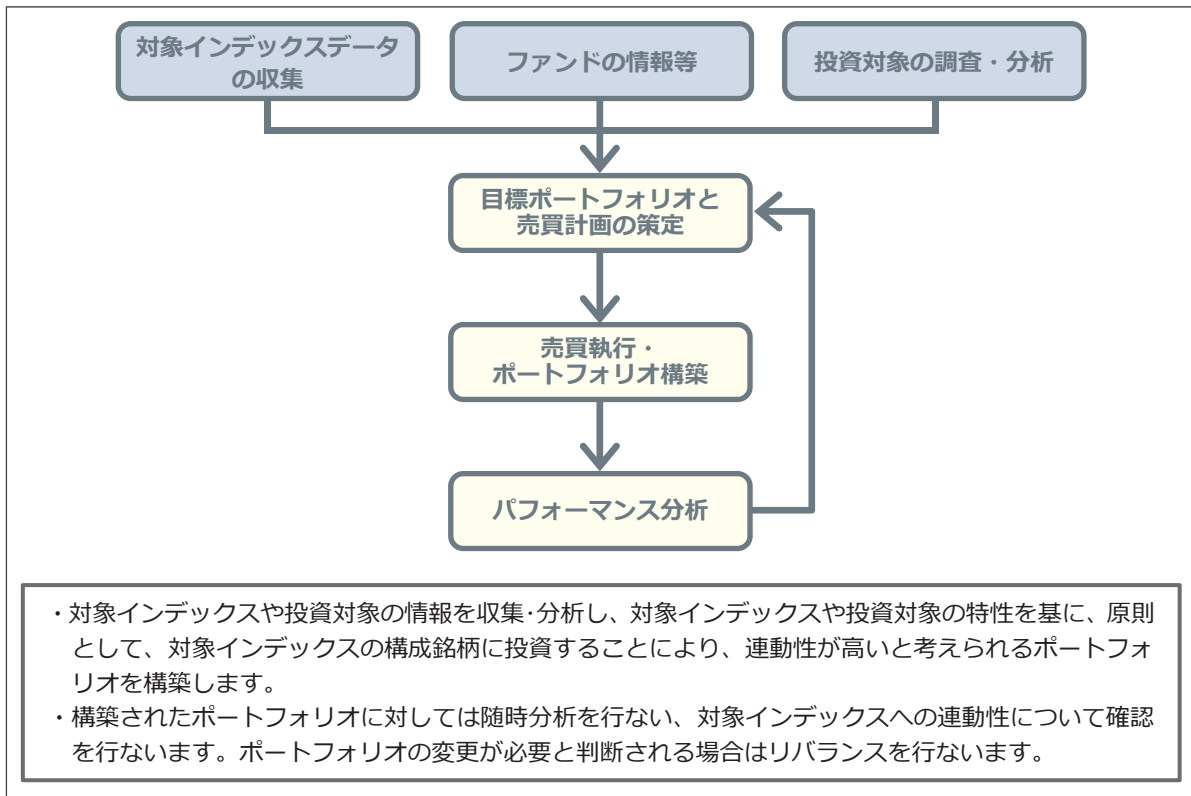 対象インデックスデータ
の収集
ファンドの情報等
投資対象の調査・分析
目標ポートフォリオと
売買計画の策定
売買執行・
ポートフォリオ構築
パフォーマンス分析
・対象インデックスや投資対象の情報を収集･分析し、対象インデックスや投資対象の特性を基に、原則
として、対象インデックスの構成銘柄に投資することにより、連動性が高いと考えられるポートフォ
リオを構築します。
・構築されたポートフォリオに対しては随時分析を行ない、対象インデックスへの連動性について確認
を行ないます。ポートフォリオの変更が必要と判断される場合はリバランスを行ないます。